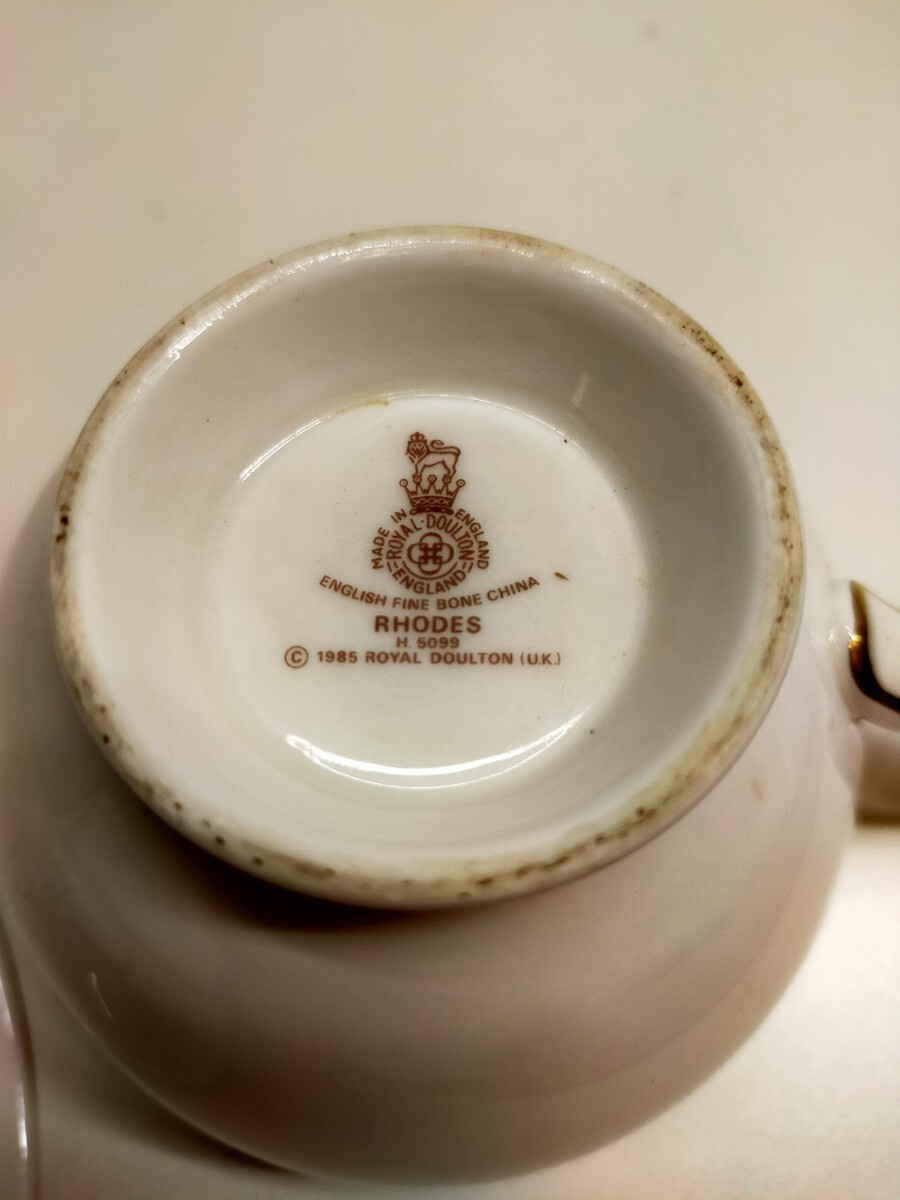 MADE IN ENGLAND
ROYAL · DOULTON
ENGLAND
ENGLISH FINE BONE CHINA
RHODES
H. 5099
© 1985 ROYAL DOULTON (U.K.)